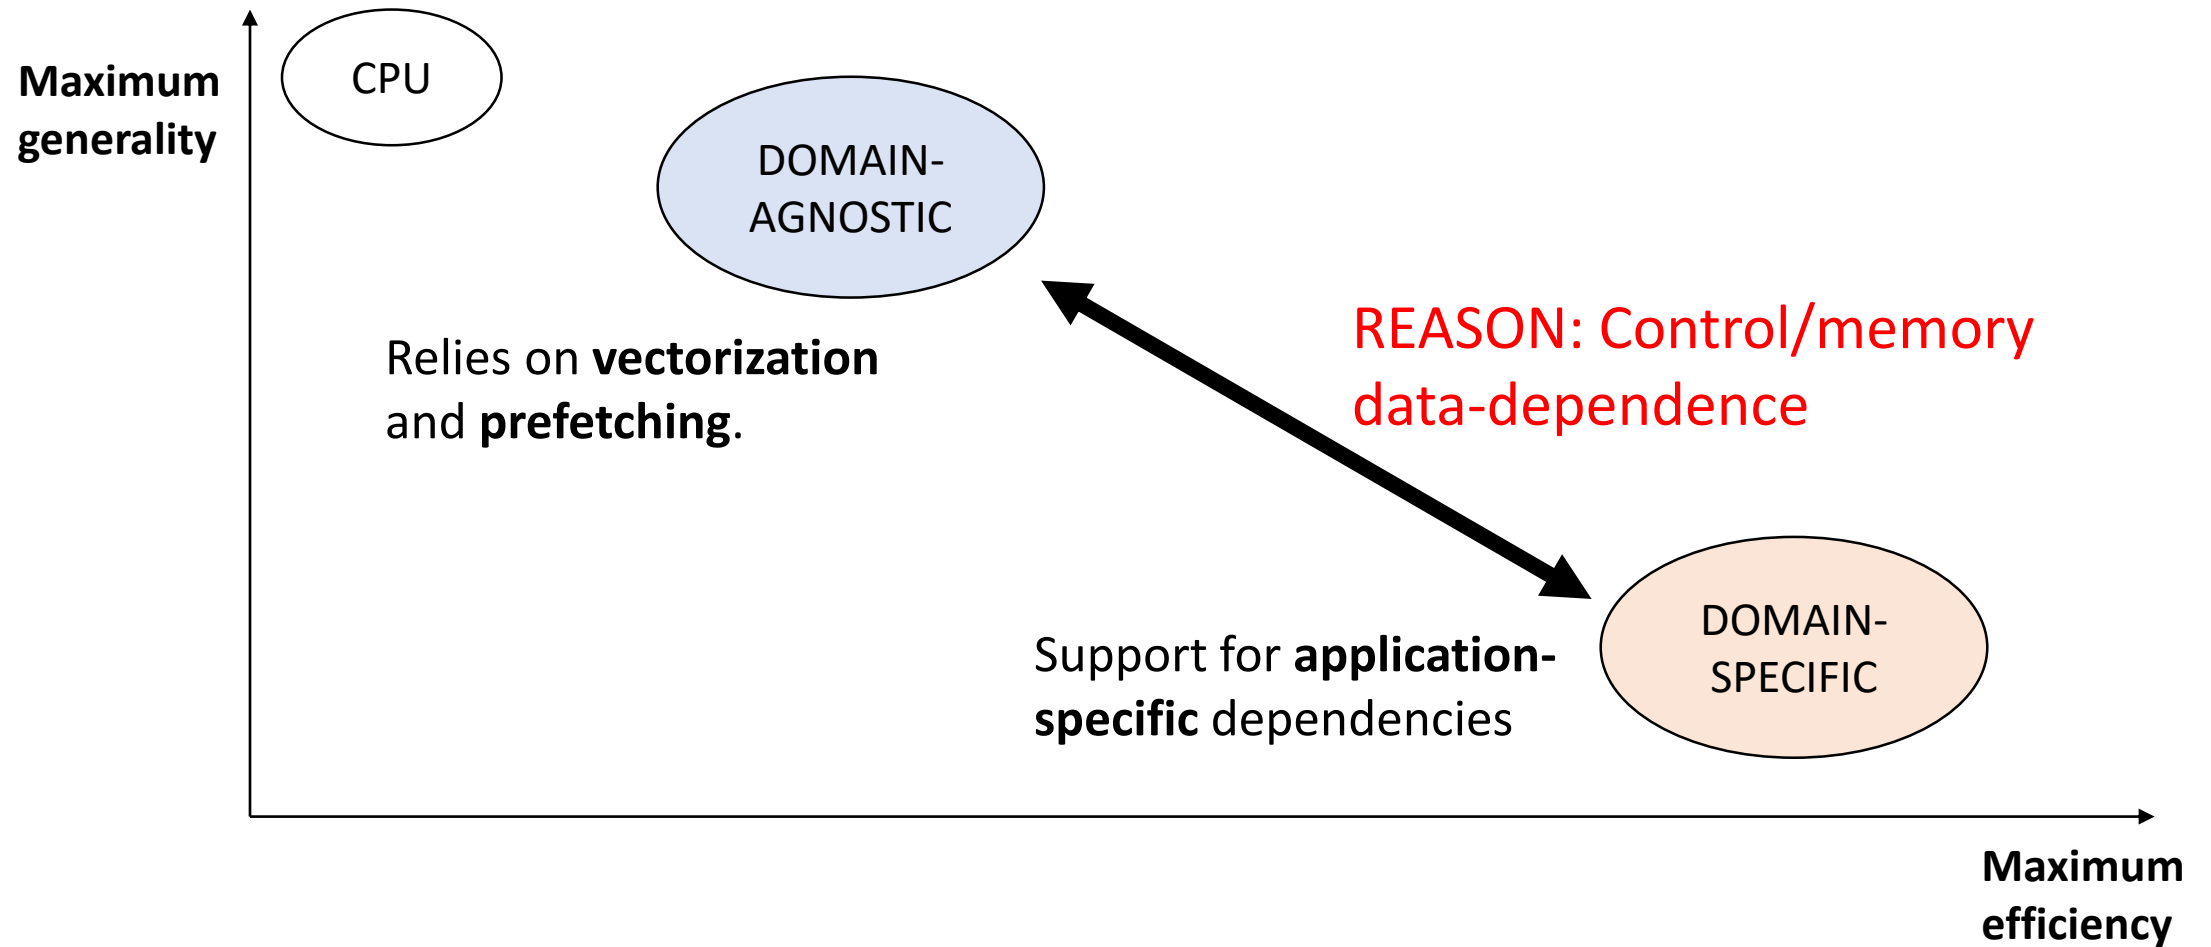 Maximum
generality
CPU
DOMAIN-
AGNOSTIC
Relies on vectorization
and prefetching.
REASON: Control/memory
data-dependence
Support for application-
specific dependencies
DOMAIN-
SPECIFIC
Maximum
efficiency